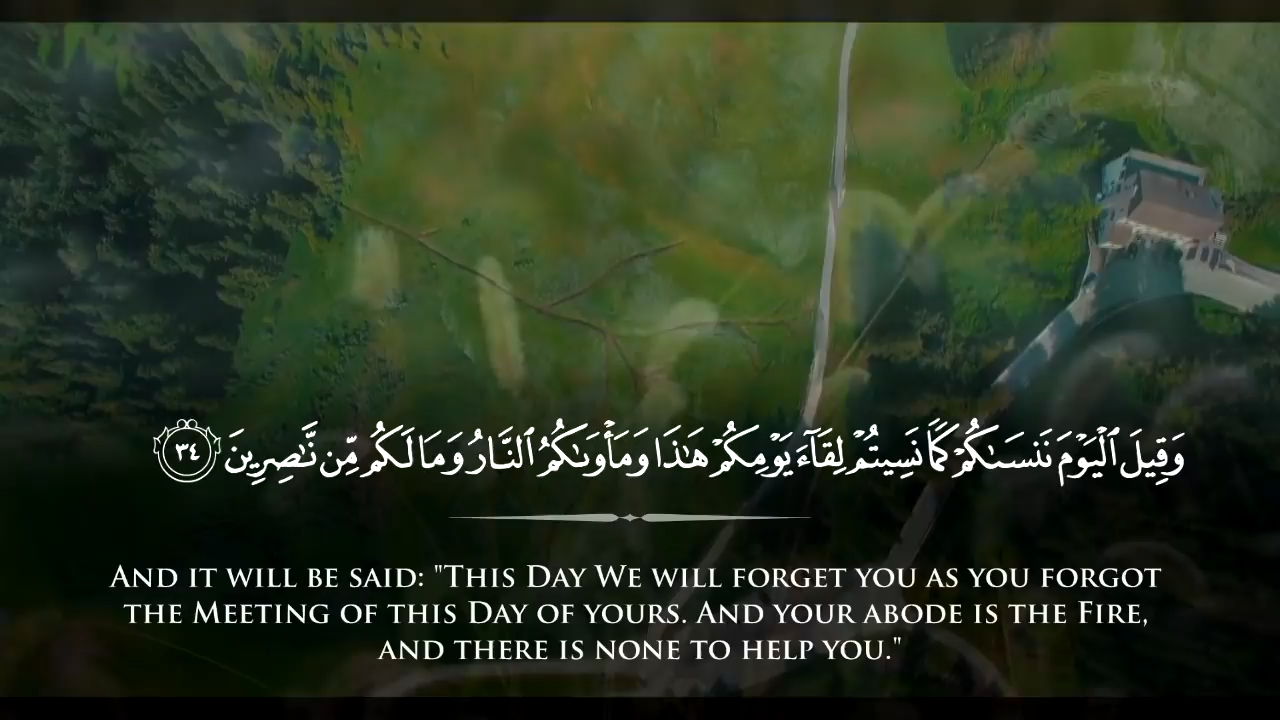 وَقِيلَ ٱلْيَوْمَ نَنسَىٰكُمْ كَمَا نَسِيتُمْ لِقَآءَ يَوْمِكُمْ هَٰذَا وَمَأْوَىٰكُمُ ٱلنَّارُ وَمَا لَكُم مِّن نَّٰصِرِينَ ٣٤
And it will be said: "This Day We will forget you as you forgot
the Meeting of this Day of yours. And your abode is the Fire,
and there is none to help you."